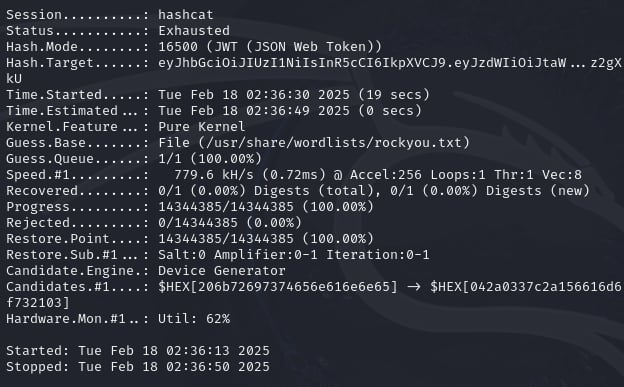 Session..........: hashcat
Status...........: Exhausted
Hash.Mode........: 16500 (JWT (JSON Web Token))
Hash.Target......: eyJhbGciOiJIUzI1NiIsInR5cCI6IkpXVCJ9.eyJzdWIiOiJtaW...z2gX
kU
Time.Started.....: Tue Feb 18 02:36:30 2025 (19 secs)
Time.Estimated...: Tue Feb 18 02:36:49 2025 (0 secs)
Kernel.Feature...: Pure Kernel
Guess.Base.......: File (/usr/share/wordlists/rockyou.txt)
Guess.Queue......: 1/1 (100.00%)
Speed.#1.........:   779.6 kH/s (0.72ms) @ Accel:256 Loops:1 Thr:1 Vec:8
Recovered........: 0/1 (0.00%) Digests (total), 0/1 (0.00%) Digests (new)
Progress.........: 14344385/14344385 (100.00%)
Rejected.........: 0/14344385 (0.00%)
Restore.Point....: 14344385/14344385 (100.00%)
Restore.Sub.#1...: Salt:0 Amplifier:0-1 Iteration:0-1
Candidate.Engine.: Device Generator
Candidates.#1....: $HEX[206b72697374656e616e6e65] -> $HEX[042a0337c2a156616d6
f732103]
Hardware.Mon.#1..: Util: 62%
Started: Tue Feb 18 02:36:13 2025
Stopped: Tue Feb 18 02:36:50 2025